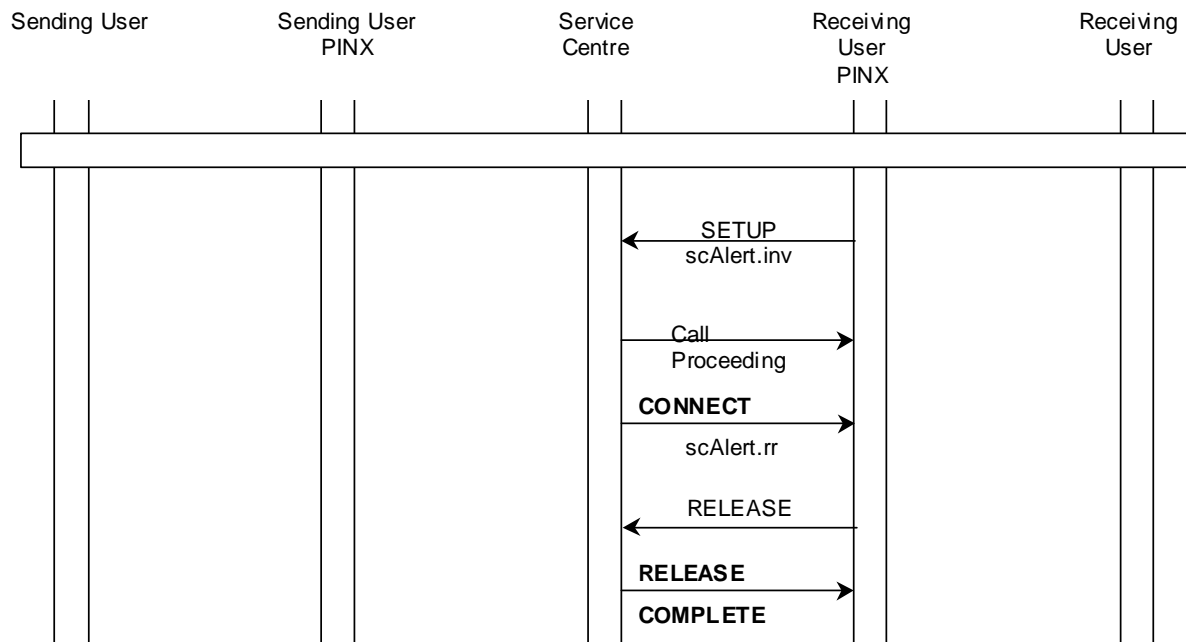 Sending User
Sending User
PINX
Service
Centre
Receiving
User
PINX
Receiving
User
SETUP
scAlert.inv
Call
Proceeding
CONNECT
scAlert.rr
RELEASE
RELEASE
COMPLETE